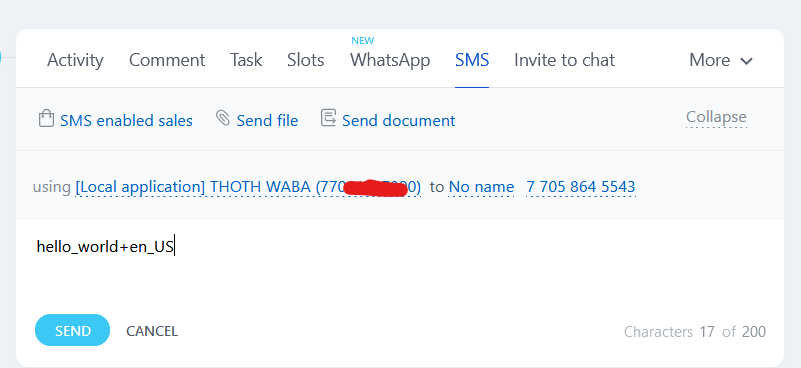 NEW
Activity Comment Task Slots WhatsApp SMS Invite to chat More
SMS enabled sales Send file Send document Collapse
using [Local application] THOTH WABA (770 to No name 7 705 864 5543
hello_world+en_US
SEND CANCEL Characters 17 of 200